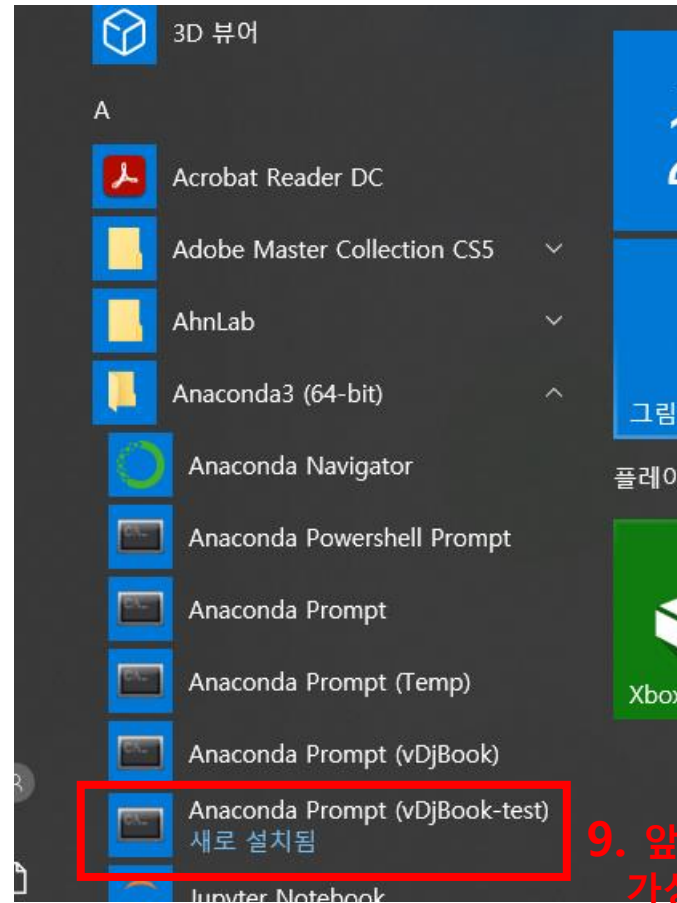 3D 뷰어
A
Acrobat Reader DC
Adobe Master Collection CS5
AhnLab
Anaconda3 (64-bit)
그림
Anaconda Navigator
플레이
Anaconda Powershell Prompt
Anaconda Prompt
Anaconda Prompt (Temp)
Xbox
Anaconda Prompt (vDjBook)
Anaconda Prompt (vDjBook-test)
새로 설치됨
9. 앞
Jupyter Notebook